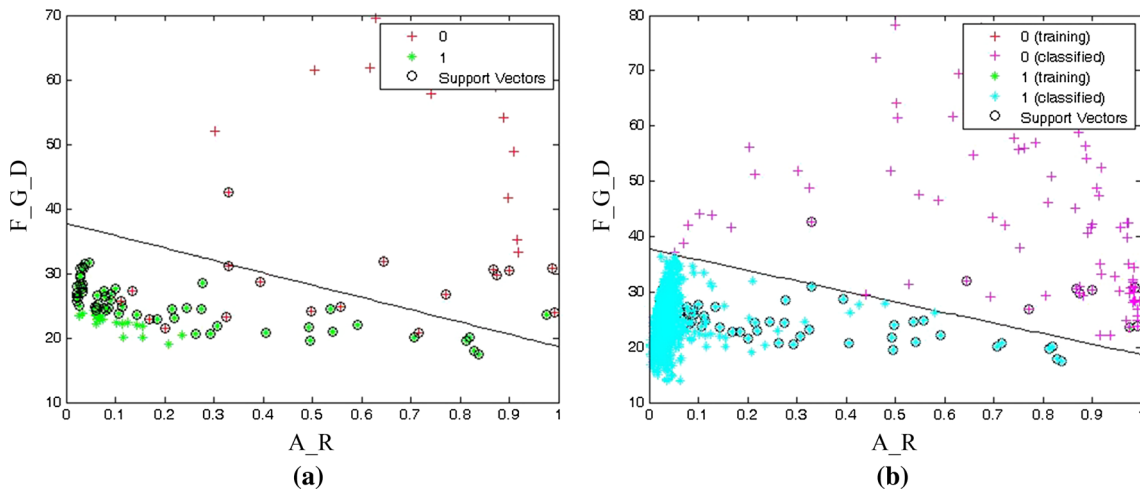 70
60
50
40
30
20
10
0 0.1 0.2 0.3 0.4 0.5 0.6 0.7 0.8 0.9 1
F_G_D
A_R
0
1
Support Vectors
(a)
80
70
60
50
40
30
20
10
0 0.1 0.2 0.3 0.4 0.5 0.6 0.7 0.8 0.9 1
F_G_D
A_R
0 (training)
0 (classified)
1 (training)
1 (classified)
Support Vectors
(b)